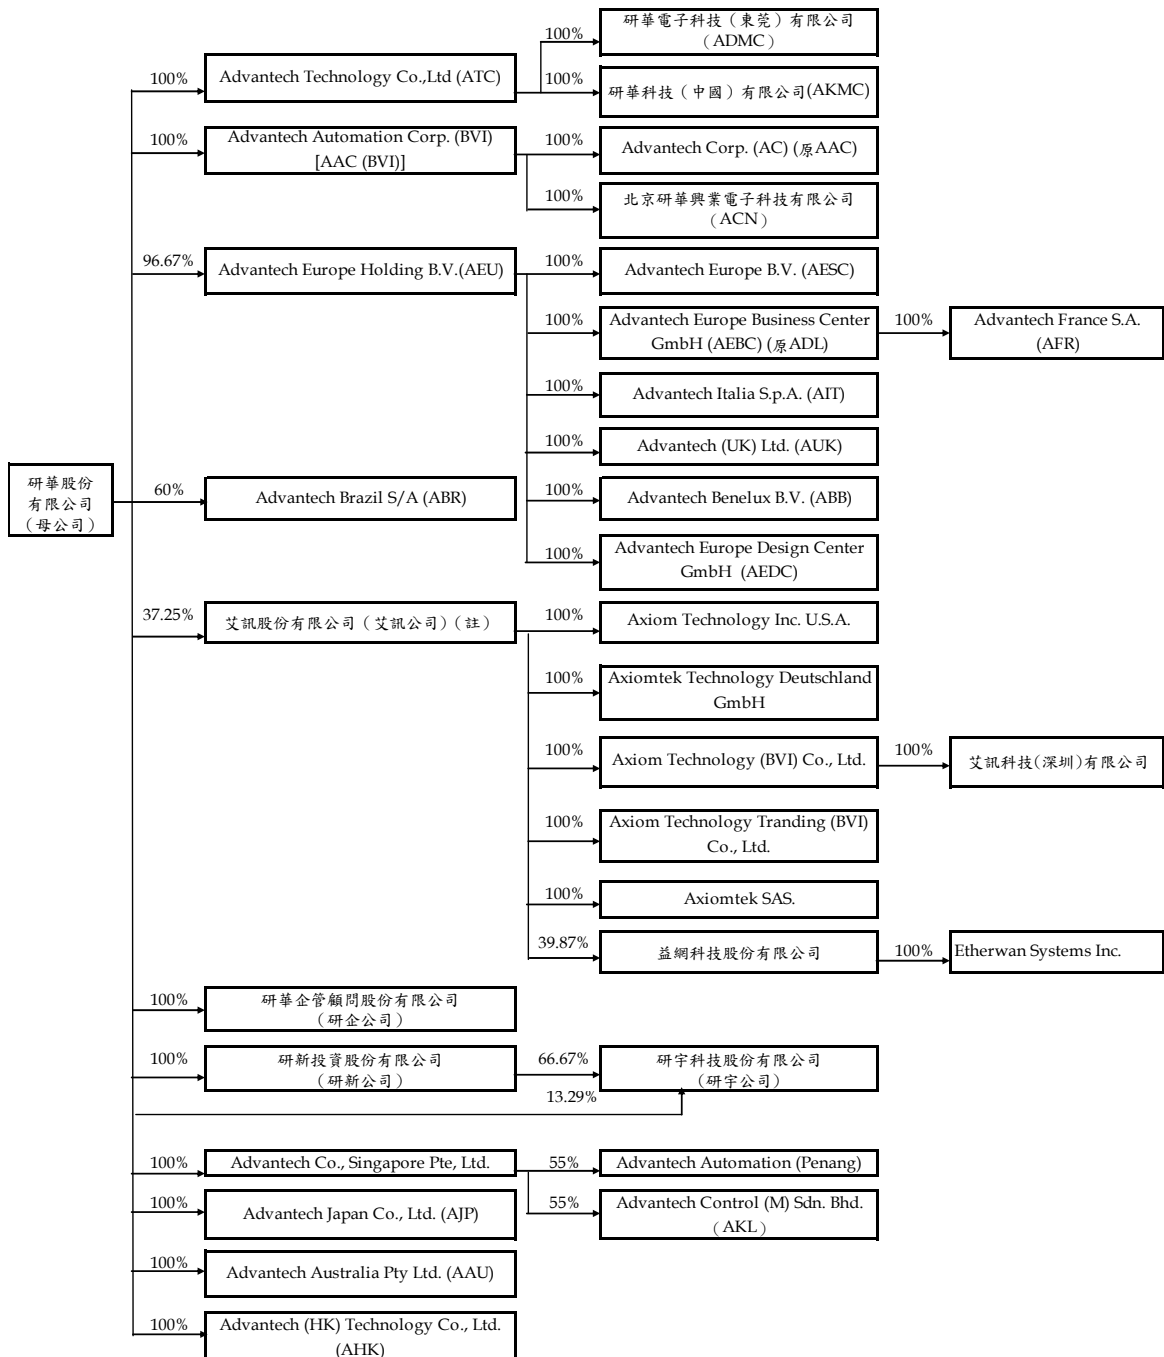 研華電子科技（東莞）有限公司
（ADMC）
100%
100%
Advantech Technology Co.,Ltd (ATC)
100%
研華科技（中國）有限公司(AKMC)
100%
Advantech Automation Corp. (BVI)
[AAC (BVI)]
100%
Advantech Corp. (AC) (原AAC)
100%
北京研華興業電子科技有限公司
（ACN）
96.67%
Advantech Europe Holding B.V.(AEU)
100%
Advantech Europe B.V. (AESC)
100%
Advantech Europe Business Center
GmbH (AEBC) (原ADL)
100%
Advantech France S.A.
(AFR)
100%
Advantech Italia S.p.A. (AIT)
100%
Advantech (UK) Ltd. (AUK)
研華股份
有限公司
（母公司）
60%
Advantech Brazil S/A (ABR)
100%
Advantech Benelux B.V. (ABB)
100%
Advantech Europe Design Center
GmbH (AEDC)
37.25%
艾訊股份有限公司（艾訊公司）（註）
100%
Axiom Technology Inc. U.S.A.
100%
Axiomtek Technology Deutschland
GmbH
100%
Axiom Technology (BVI) Co., Ltd.
100%
艾訊科技(深圳)有限公司
100%
Axiom Technology Tranding (BVI)
Co., Ltd.
100%
Axiomtek SAS.
39.87%
益網科技股份有限公司
100%
Etherwan Systems Inc.
100%
研華企管顧問股份有限公司
（研企公司）
100%
研新投資股份有限公司
（研新公司）
66.67%
研宇科技股份有限公司
（研宇公司）
13.29%
100%
Advantech Co., Singapore Pte, Ltd.
55%
Advantech Automation (Penang)
100%
Advantech Japan Co., Ltd. (AJP)
55%
Advantech Control (M) Sdn. Bhd.
（AKL）
100%
Advantech Australia Pty Ltd. (AAU)
100%
Advantech (HK) Technology Co., Ltd.
(AHK)